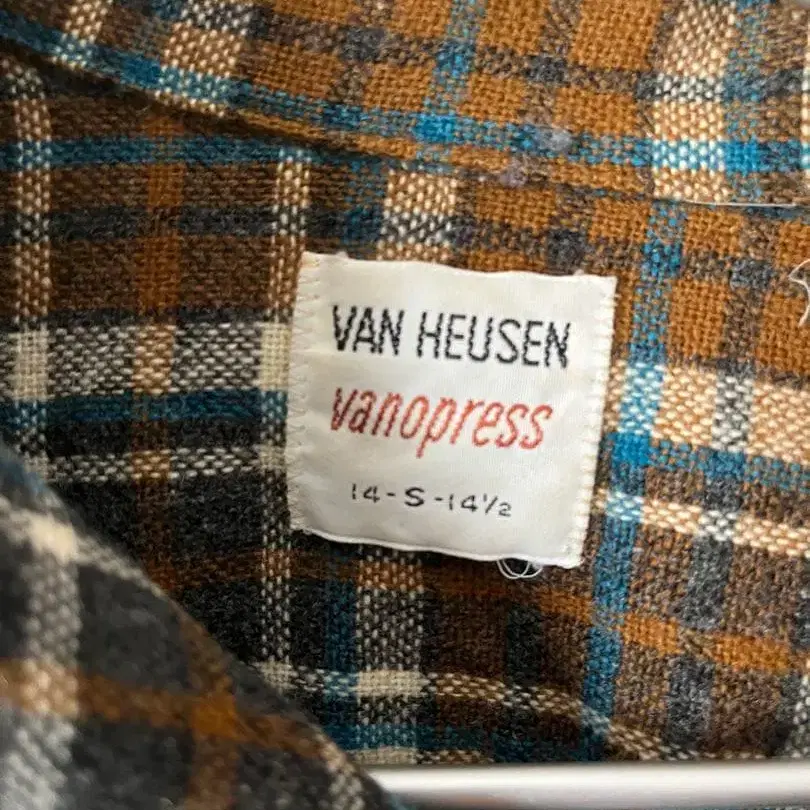 VAN HEUSEN
vanopress
14-S-14½